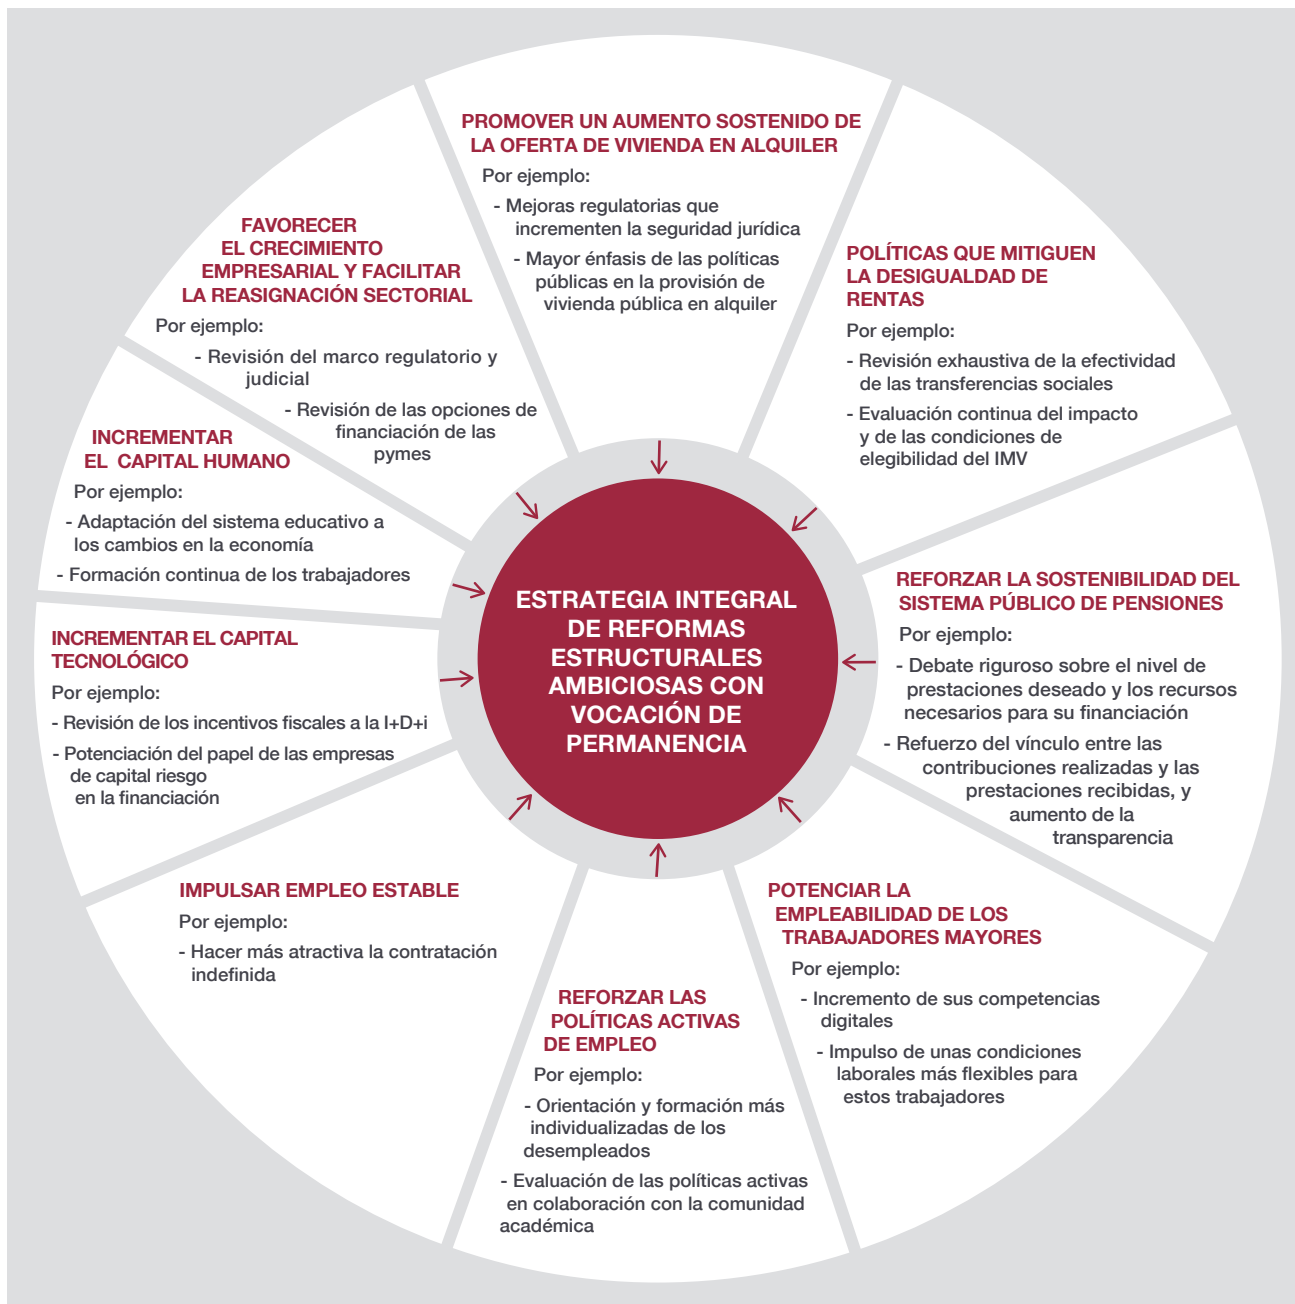 PROMOVER UN AUMENTO SOSTENIDO DE
LA OFERTA DE VIVIENDA EN ALQUILER
Por ejemplo:
- Mejoras regulatorias que
incrementen la seguridad jurídica
- Mayor énfasis de las políticas
públicas en la provisión de
vivienda pública en alquiler
POLÍTICAS QUE MITIGUEN
LA DESIGUALDAD DE
RENTAS
Por ejemplo:
- Revisión exhaustiva de la efectividad
de las transferencias sociales
- Evaluación continua del impacto
y de las condiciones de
elegibilidad del IMV
REFORZAR LA SOSTENIBILIDAD DEL
SISTEMA PÚBLICO DE PENSIONES
Por ejemplo:
- Debate riguroso sobre el nivel de
prestaciones deseado y los recursos
necesarios para su financiación
- Refuerzo del vínculo entre las
contribuciones realizadas y las
prestaciones recibidas, y
aumento de la
transparencia
POTENCIAR LA
EMPLEABILIDAD DE LOS
TRABAJADORES MAYORES
Por ejemplo:
- Incremento de sus competencias
digitales
- Impulso de unas condiciones
laborales más flexibles para
estos trabajadores
REFORZAR LAS
POLÍTICAS ACTIVAS
DE EMPLEO
Por ejemplo:
- Orientación y formación más
individualizadas de los
desempleados
- Evaluación de las políticas activas
en colaboración con la comunidad
académica
IMPULSAR EMPLEO ESTABLE
Por ejemplo:
- Hacer más atractiva la contratación
indefinida
INCREMENTAR EL CAPITAL
TECNOLÓGICO
Por ejemplo:
- Revisión de los incentivos fiscales a la I+D+i
- Potenciación del papel de las empresas
de capital riesgo
en la financiación
INCREMENTAR
EL CAPITAL HUMANO
Por ejemplo:
- Adaptación del sistema educativo a
los cambios en la economía
- Formación continua de los trabajadores
FAVORECER
EL CRECIMIENTO
EMPRESARIAL Y FACILITAR
LA REASIGNACIÓN SECTORIAL
Por ejemplo:
- Revisión del marco regulatorio y
judicial
- Revisión de las opciones de
financiación de las
pymes
ESTRATEGIA INTEGRAL
DE REFORMAS
ESTRUCTURALES
AMBICIOSAS CON
VOCACIÓN DE
PERMANENCIA